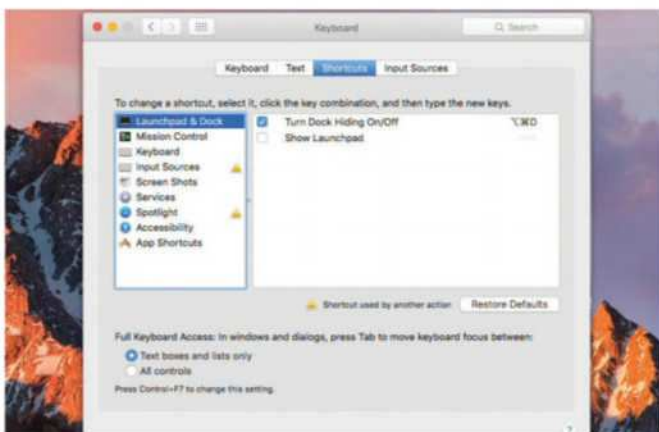 Keyboard
Search
Keyboard Text Shortcuts Input Sources
To change a shortcut, select it, click the key combination, and then type the new keys.
Launchpad & Dock
Mission Control
Keyboard
Input Sources
Screen Shots
Services
Spotlight
Accessibility
App Shortcuts
Turn Dock Hiding On/Off ⌥⌘D
Show Launchpad
Shortcut used by another action
Restore Defaults
Full Keyboard Access: In windows and dialogs, press Tab to move keyboard focus between:
Text boxes and lists only
All controls
Press Control+F7 to change this setting.
?